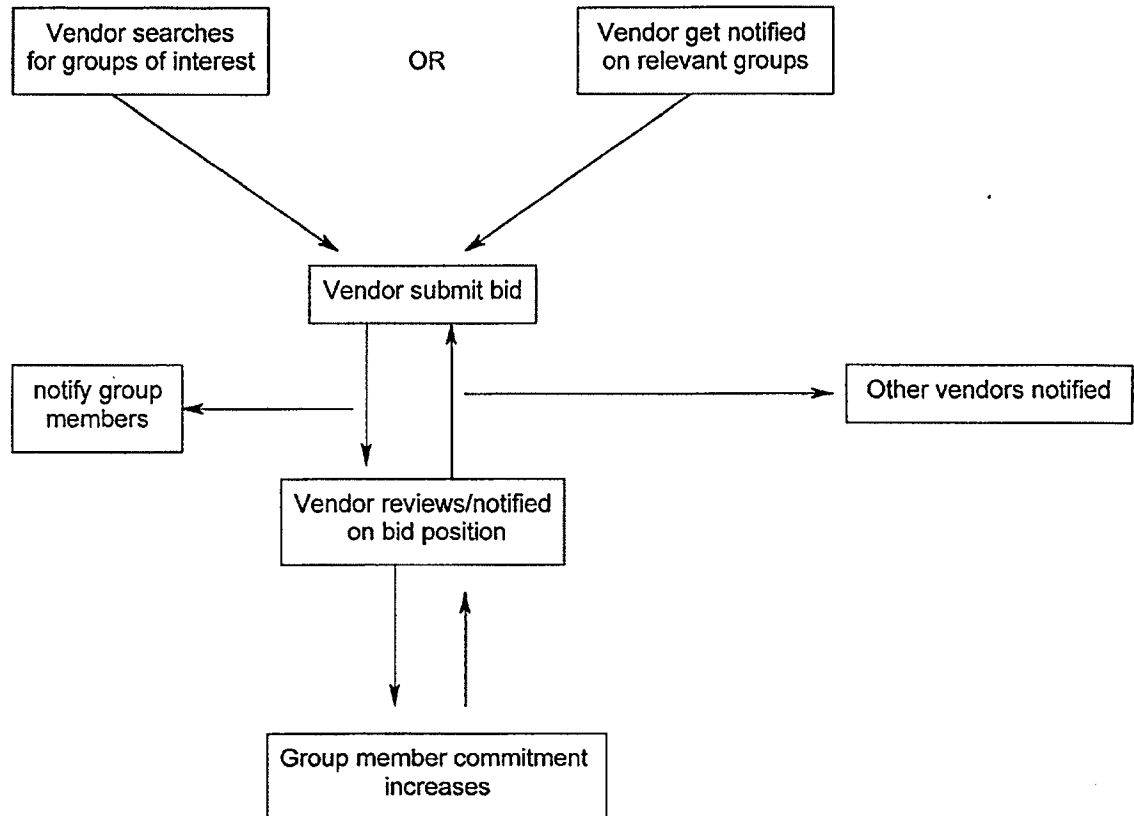 Vendor searches
for groups of interest
OR
Vendor get notified
on relevant groups
Vendor submit bid
notify group
members
Other vendors notified
Vendor reviews/notified
on bid position
Group member commitment
increases